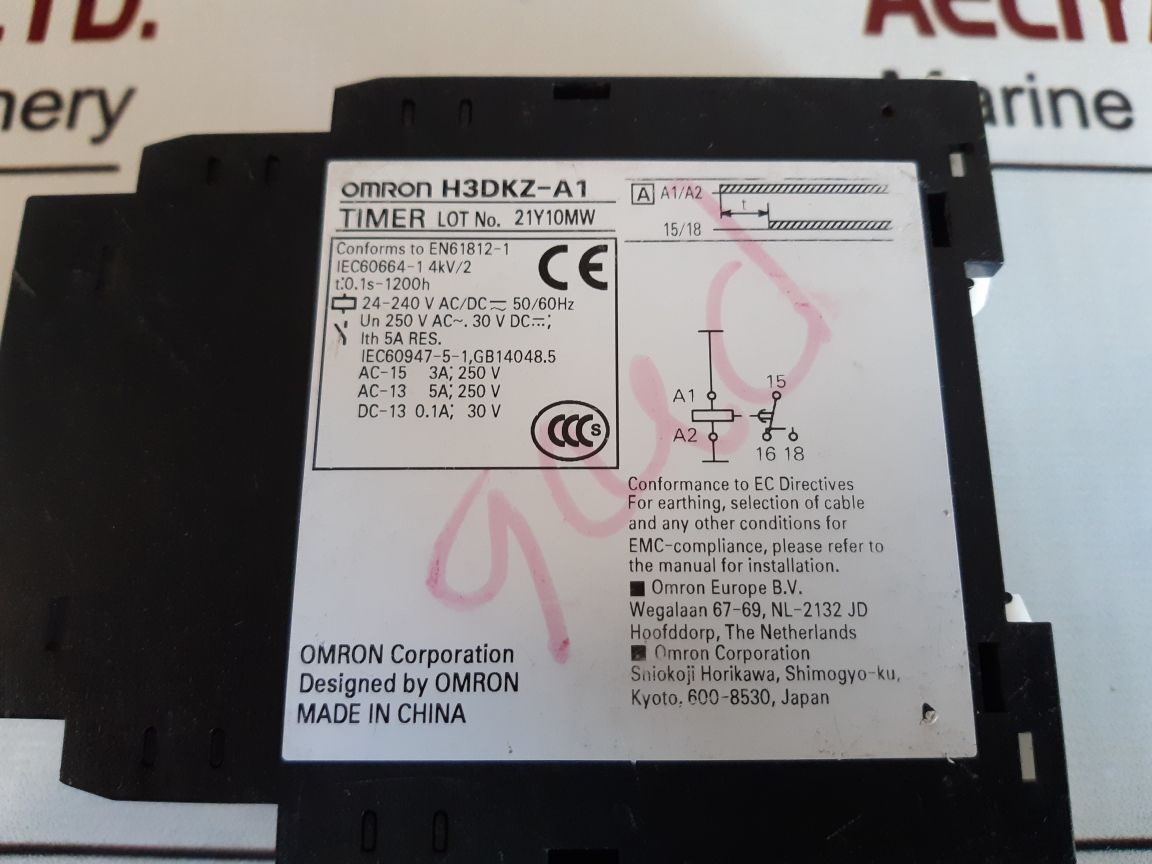 LTD.
nery
Marine
OMRON H3DKZ-A1
TIMER LOT No. 21Y10MW
Conforms to EN61812-1
IEC60664-1 4kV/2
t:0.1s-1200h
24-240 V AC/DC⎓ 50/60Hz
Un 250 V AC~. 30 V DC⎓;
Ith 5A RES.
IEC60947-5-1,GB14048.5
AC-15 3A; 250 V
AC-13 5A; 250 V
DC-13 0.1A; 30 V
CE
CCC S
A A1/A2
t
15/18
A1
A2
15
16 18
Conformance to EC Directives
For earthing, selection of cable
and any other conditions for
EMC-compliance, please refer to
the manual for installation.
■ Omron Europe B.V.
Wegalaan 67-69, NL-2132 JD
Hoofddorp, The Netherlands
■ Omron Corporation
Shiokoji Horikawa, Shimogyo-ku,
Kyoto, 600-8530, Japan
OMRON Corporation
Designed by OMRON
MADE IN CHINA